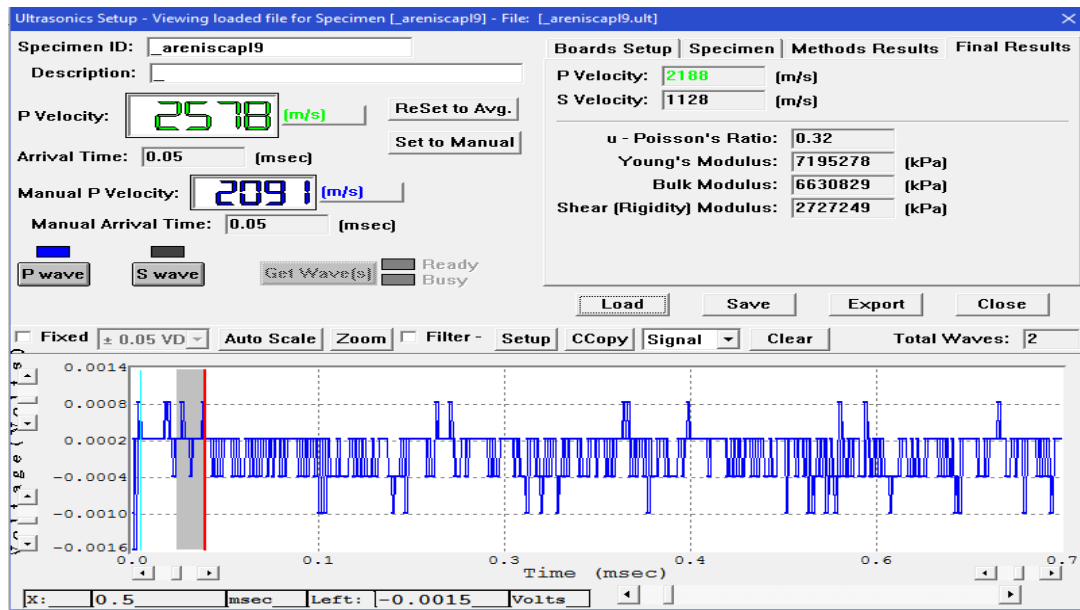 Ultrasonics Setup - Viewing loaded file for Specimen [_areniscapl9] - File: [_areniscapl9.ult]
Specimen ID: _areniscapl9
Description: _
P Velocity: 2578 (m/s) ReSet to Avg.
Set to Manual
Arrival Time: 0.05 (msec)
Manual P Velocity: 2091 (m/s)
Manual Arrival Time: 0.05 (msec)
P wave S wave Get Wave(s) Ready
Busy
Boards Setup Specimen Methods Results Final Results
P Velocity: 2188 (m/s)
S Velocity: 1128 (m/s)
u - Poisson's Ratio: 0.32
Young's Modulus: 7195278 (kPa)
Bulk Modulus: 6630829 (kPa)
Shear (Rigidity) Modulus: 2727249 (kPa)
Load Save Export Close
Fixed ± 0.05 VD Auto Scale Zoom Filter - Setup CCopy Signal Clear Total Waves: 2
0.0014
0.0008
0.0002
-0.0004
-0.0010
-0.0016
0.0 0.1 0.3 0.4 0.6 0.7
Time (msec)
X: 0.5 msec Left: -0.0015 Volts